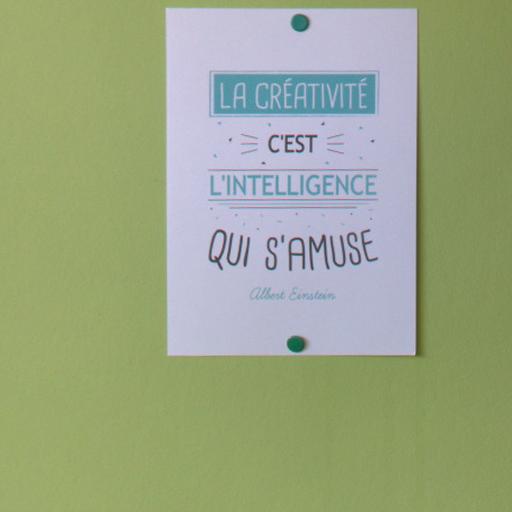 LA CRÉATIVITÉ
C'EST
L'INTELLIGENCE
QUI S'AMUSE
Albert Einstein